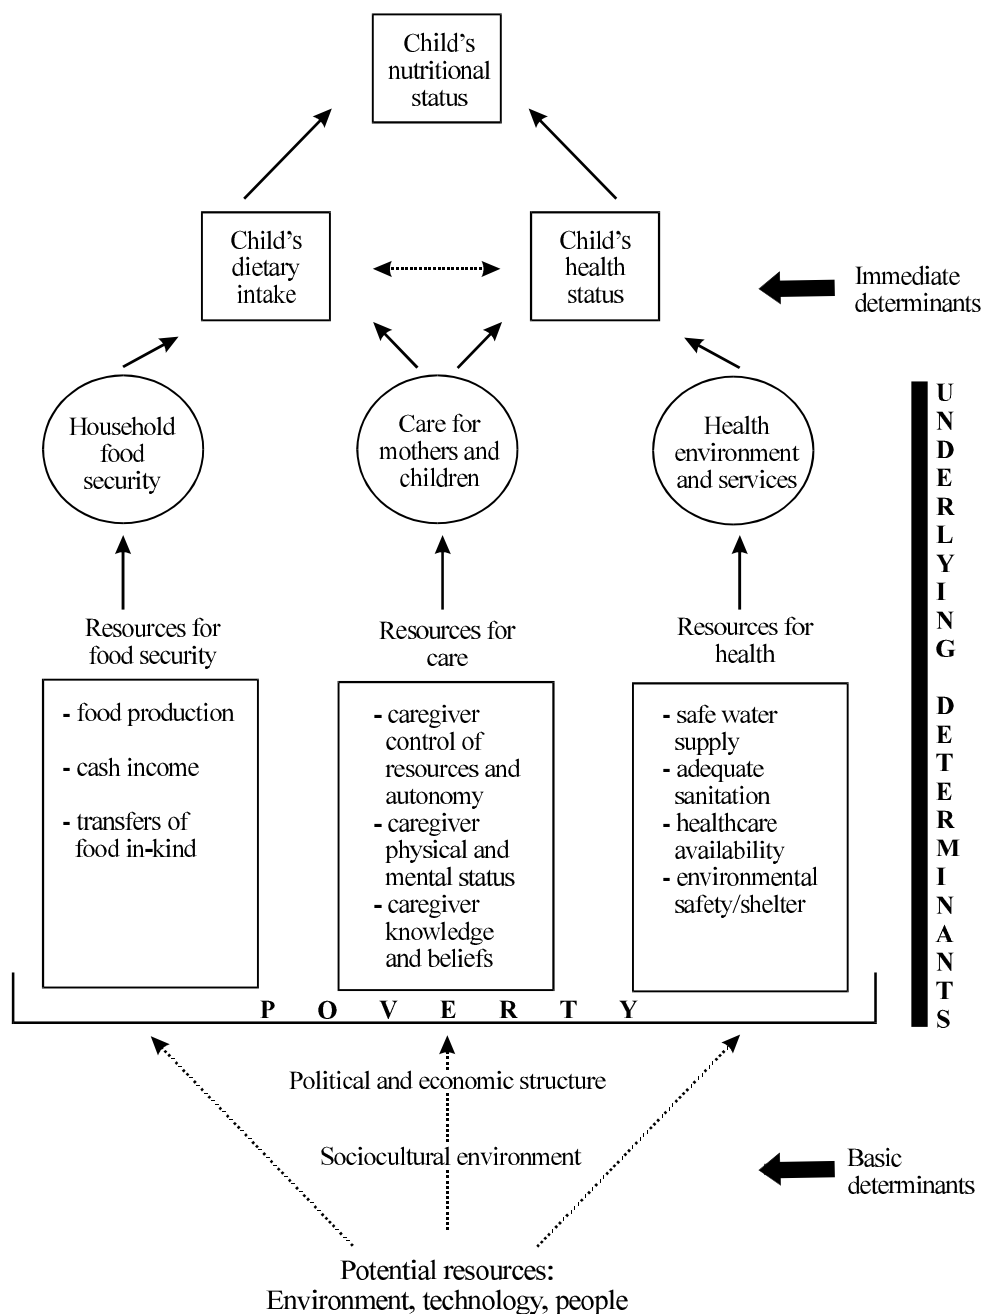 Child's
nutritional
status
Child's
dietary
intake
Child's
health
status
Immediate
determinants
Household
food
security
Care for
mothers and
children
Health
environment
and services
Resources for
food security
Resources for
care
Resources for
health
- food production
- cash income
- transfers of
food in-kind
- caregiver
control of
resources and
autonomy
- caregiver
physical and
mental status
- caregiver
knowledge
and beliefs
- safe water
supply
- adequate
sanitation
- healthcare
availability
- environmental
safety/shelter
UNDERLYING DETERMINANTS
POVERTY
Political and economic structure
Sociocultural environment
Basic
determinants
Potential resources:
Environment, technology, people